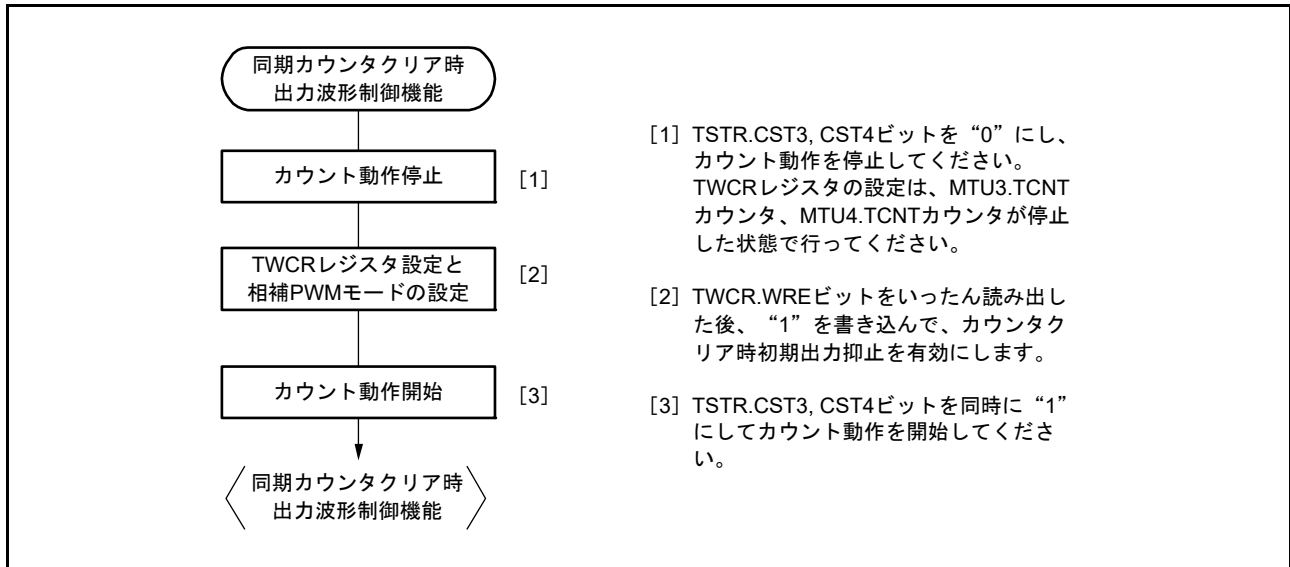 同期カウンタクリア時
出力波形制御機能
カウント動作停止
[1]
TWCRレジスタ設定と
相補PWMモードの設定
[2]
カウント動作開始
[3]
同期カウンタクリア時
出力波形制御機能
[1] TSTR.CST3, CST4ビットを“0”にし、
カウント動作を停止してください。
TWCRレジスタの設定は、MTU3.TCNT
カウンタ、MTU4.TCNTカウンタが停止
した状態で行ってください。
[2] TWCR.WREビットをいったん読み出し
た後、“1”を書き込んで、カウンタク
リア時初期出力抑止を有効にします。
[3] TSTR.CST3, CST4ビットを同時に“1”
にしてカウント動作を開始してくださ
い。